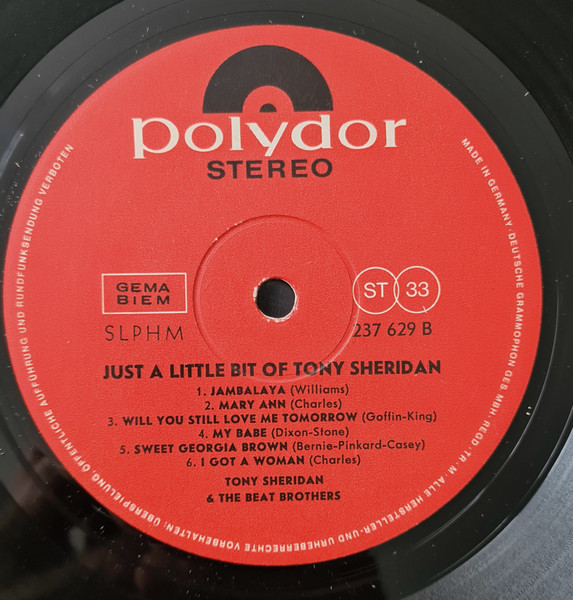 polydor
STEREO
GEMA
BIEM
ST 33
SLPHM
237 629 B
JUST A LITTLE BIT OF TONY SHERIDAN
1. JAMBALAYA (Williams)
2. MARY ANN (Charles)
3. WILL YOU STILL LOVE ME TOMORROW (Goffin-King)
4. MY BABE (Dixon-Stone)
5. SWEET GEORGIA BROWN (Bernie-Pinkard-Casey)
6. I GOT A WOMAN (Charles)
TONY SHERIDAN
& THE BEAT BROTHERS
MADE IN GERMANY · DEUTSCHE GRAMMOPHON GES MBH · REGD · TR · M · ALLE HERSTELLER- UND URHEBERRECHTE VORBEHALTEN: ÜBERSPIELUNG ÖFFENTLICHE AUFFÜHRUNG UND RUNDFUNKSENDUNG VERBOTEN